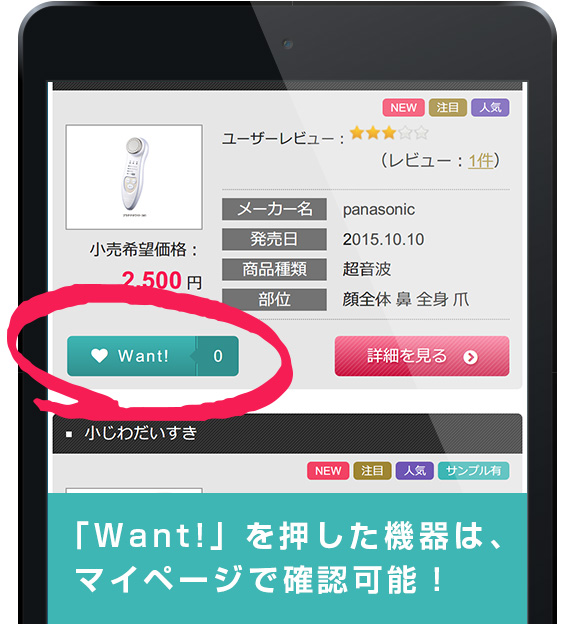 NEW 注目 人気
ユーザーレビュー：
（レビュー：1件）
メーカー名 panasonic
発売日 2015.10.10
商品種類 超音波
部位 顔全体 鼻 全身 爪
小売希望価格：
2,500 円
Want! 0
詳細を見る
小じわだいすき
NEW 注目 人気 サンプル有
「Want!」を押した機器は、
マイページで確認可能！